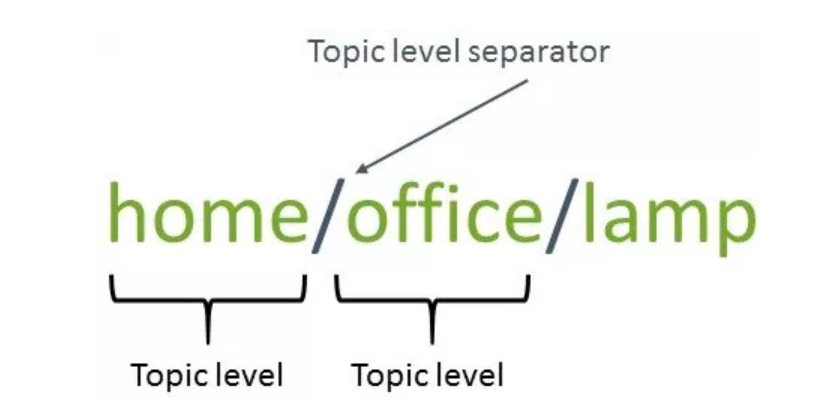 Topic level separator
home/office/lamp
Topic level Topic level